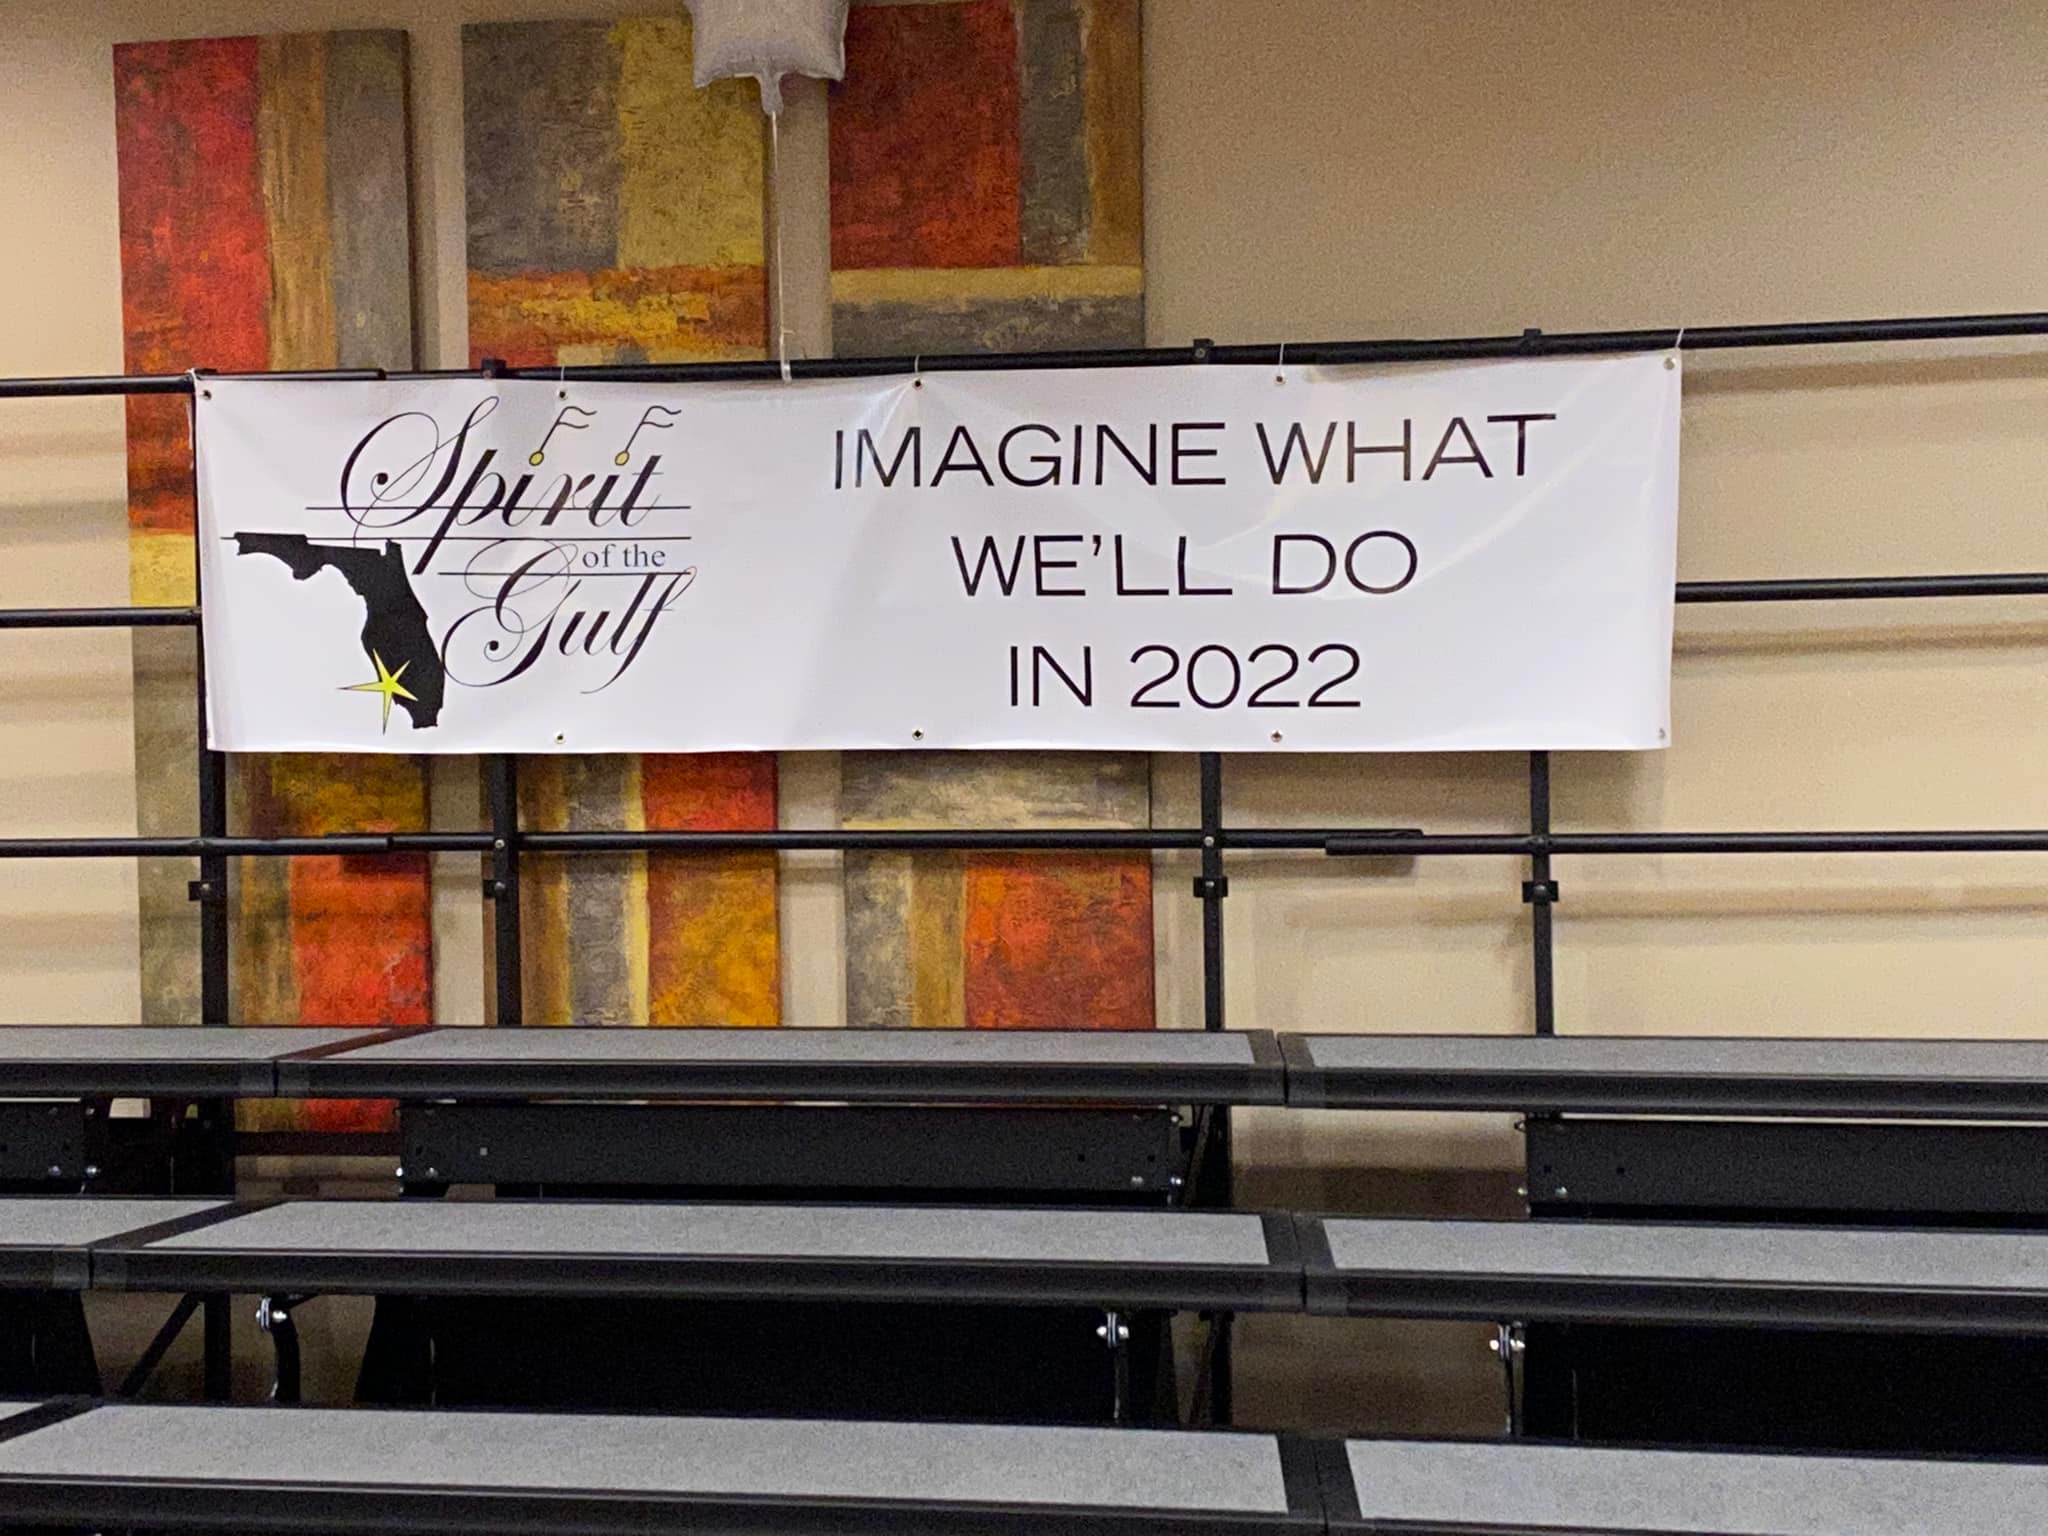 Spirit
of the
Gulf
IMAGINE WHAT
WE'LL DO
IN 2022